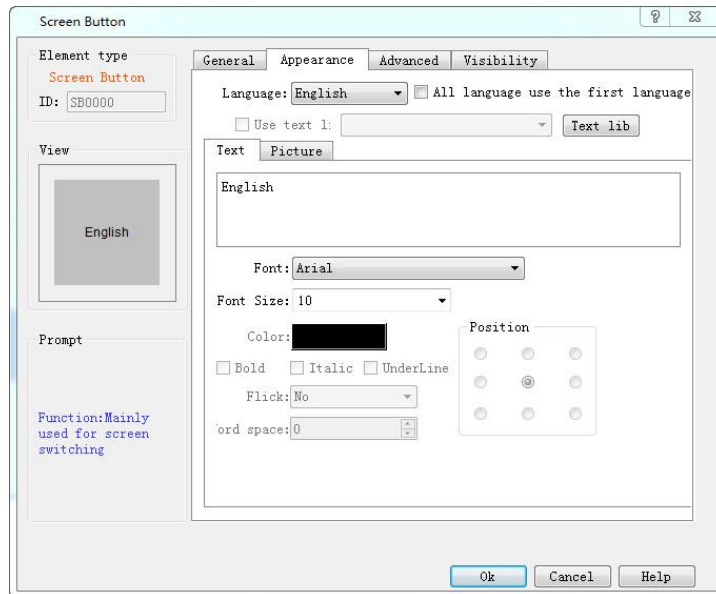 Screen Button
Element type
Screen Button
ID: SB0000
View
English
Prompt
Function:Mainly
used for screen
switching
General Appearance Advanced Visibility
Language: English All language use the first language
Use text l: Text lib
Text Picture
English
Font: Arial
Font Size: 10
Color:
Position
Bold Italic UnderLine
Flick: No
ord space: 0
Ok Cancel Help